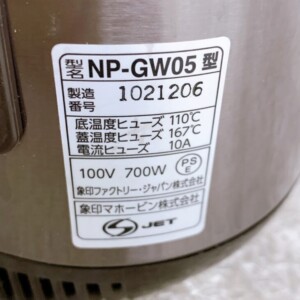 型名 NP-GW05 型
製造番号 1021206
底温度ヒューズ 110℃
蓋温度ヒューズ 167℃
電流ヒューズ 10A
100V 700W PSE
象印ファクトリー・ジャパン株式会社
象印マホービン株式会社
JET